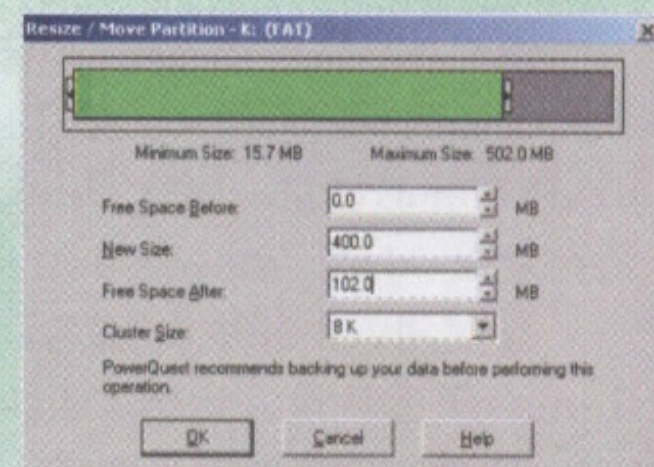 Resize / Move Partition - K: (FAT)
Minimum Size: 15.7 MB
Maximum Size: 502.0 MB
Free Space Before:
0.0
MB
New Size:
400.0
MB
Free Space After:
102.0
MB
Cluster Size:
8 K
PowerQuest recommends backing up your data before performing this
operation.
OK
Cancel
Help